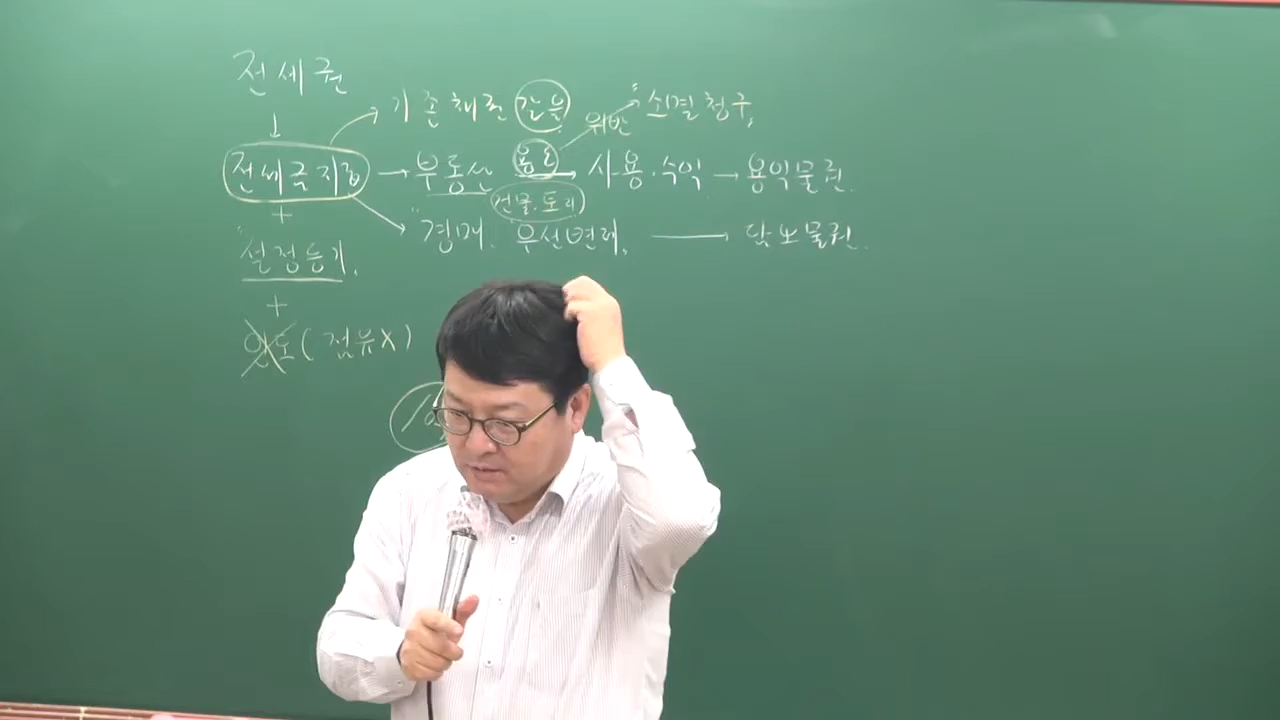 전세권
↓
기존채권 갈음
위반 "소멸청구,
전세금지급 → 부동산 용도 → 사용·수익 → 용익물권.
건물·토지
+
"경매. "우선변제, → 담보물권.
"설정등기,
+
인도 (점유X)